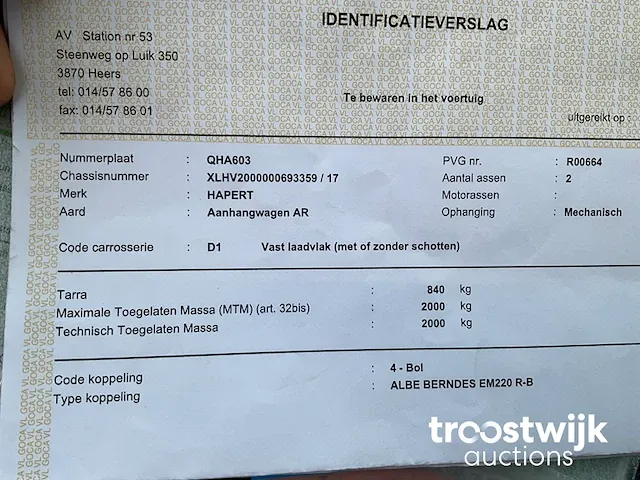 IDENTIFICATIEVERSLAG
AV Station nr 53
Steenweg op Luik 350
3870 Heers
tel: 014/57 86 00
fax: 014/57 86 01
Te bewaren in het voertuig
uitgereikt op :
Nummerplaat : QHA603 PVG nr. : R00664
Chassisnummer : XLHV2000000693359 / 17 Aantal assen : 2
Merk : HAPERT Motorassen :
Aard : Aanhangwagen AR Ophanging : Mechanisch
Code carrosserie : D1 Vast laadvlak (met of zonder schotten)
Tarra : 840 kg
Maximale Toegelaten Massa (MTM) (art. 32bis) : 2000 kg
Technisch Toegelaten Massa : 2000 kg
Code koppeling : 4 - Bol
Type koppeling : ALBE BERNDES EM220 R-B
troostwijk
auctions